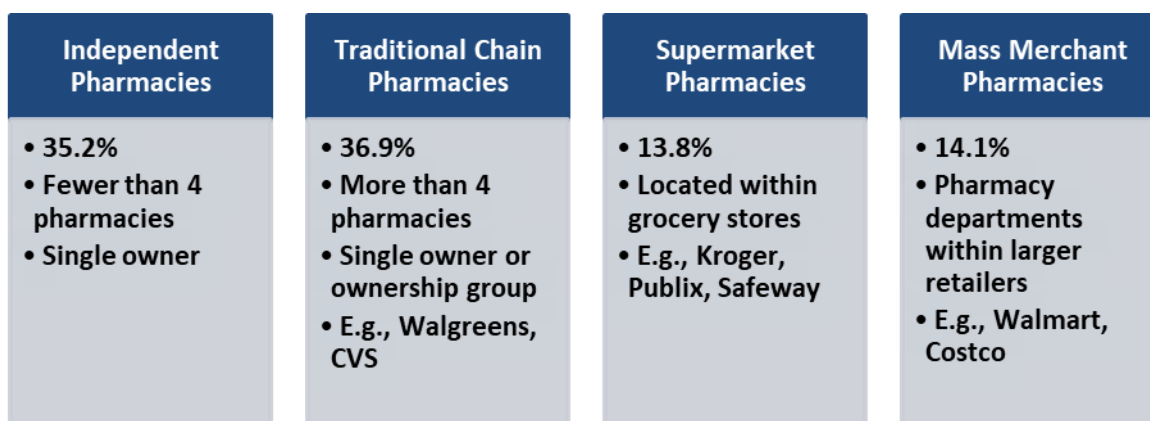 Independent
Pharmacies
• 35.2%
• Fewer than 4
pharmacies
• Single owner
Traditional Chain
Pharmacies
• 36.9%
• More than 4
pharmacies
• Single owner or
ownership group
• E.g., Walgreens,
CVS
Supermarket
Pharmacies
• 13.8%
• Located within
grocery stores
• E.g., Kroger,
Publix, Safeway
Mass Merchant
Pharmacies
• 14.1%
• Pharmacy
departments
within larger
retailers
• E.g., Walmart,
Costco